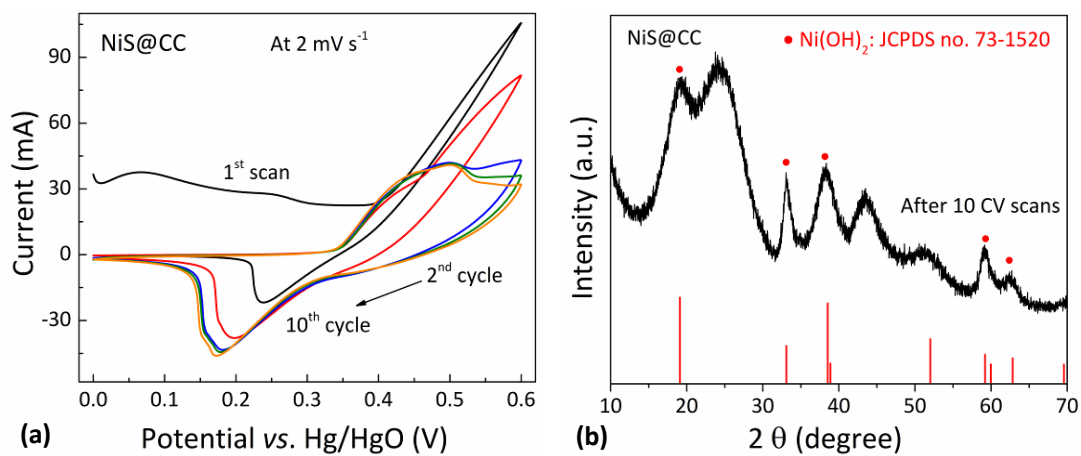 NiS@CC
At 2 mV s⁻¹
1ˢᵗ scan
2ⁿᵈ cycle
10ᵗʰ cycle
Current (mA)
90
60
30
0
-30
0.0 0.1 0.2 0.3 0.4 0.5 0.6
Potential vs. Hg/HgO (V)
(a)
NiS@CC
Ni(OH)₂: JCPDS no. 73-1520
After 10 CV scans
Intensity (a.u.)
10 20 30 40 50 60 70
2 θ (degree)
(b)